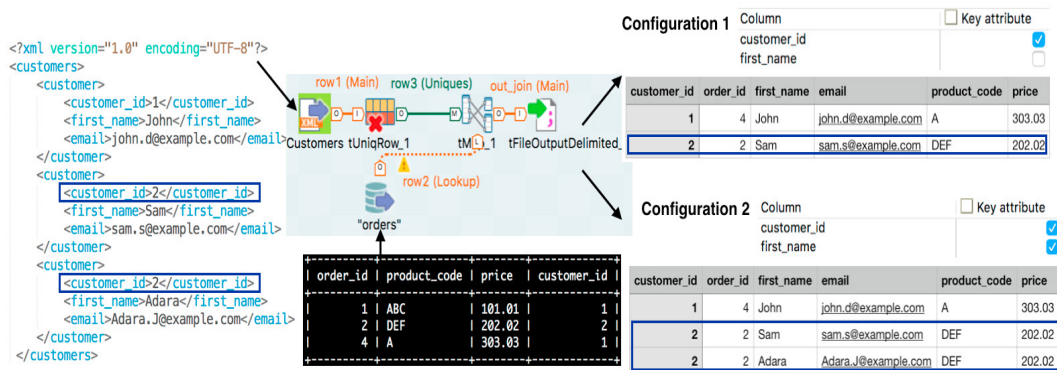 <?xml version="1.0" encoding="UTF-8"?>
<customers>
<customer>
<customer_id>1</customer_id>
<first_name>John</first_name>
<email>john.d@example.com</email>
</customer>
<customer>
<customer_id>2</customer_id>
<first_name>Sam</first_name>
<email>sam.s@example.com</email>
</customer>
<customer>
<customer_id>2</customer_id>
<first_name>Adara</first_name>
<email>Adara.J@example.com</email>
</customer>
</customers>
row1 (Main) row3 (Uniques) out_join (Main)
XML O I O M O I
Customers tUniqRow_1 tM L _1 tFileOutputDelimited_
O
row2 (Lookup)
"orders"
| order_id | product_code | price | customer_id |
| 1 | ABC | 101.01 | 1 |
| 2 | DEF | 202.02 | 2 |
| 4 | A | 303.03 | 1 |
Configuration 1
Column Key attribute
customer_id
first_name
customer_id order_id first_name email product_code price
1 4 John john.d@example.com A 303.03
2 2 Sam sam.s@example.com DEF 202.02
Configuration 2
Column Key attribute
customer_id
first_name
customer_id order_id first_name email product_code price
1 4 John john.d@example.com A 303.03
2 2 Sam sam.s@example.com DEF 202.02
2 2 Adara Adara.J@example.com DEF 202.02